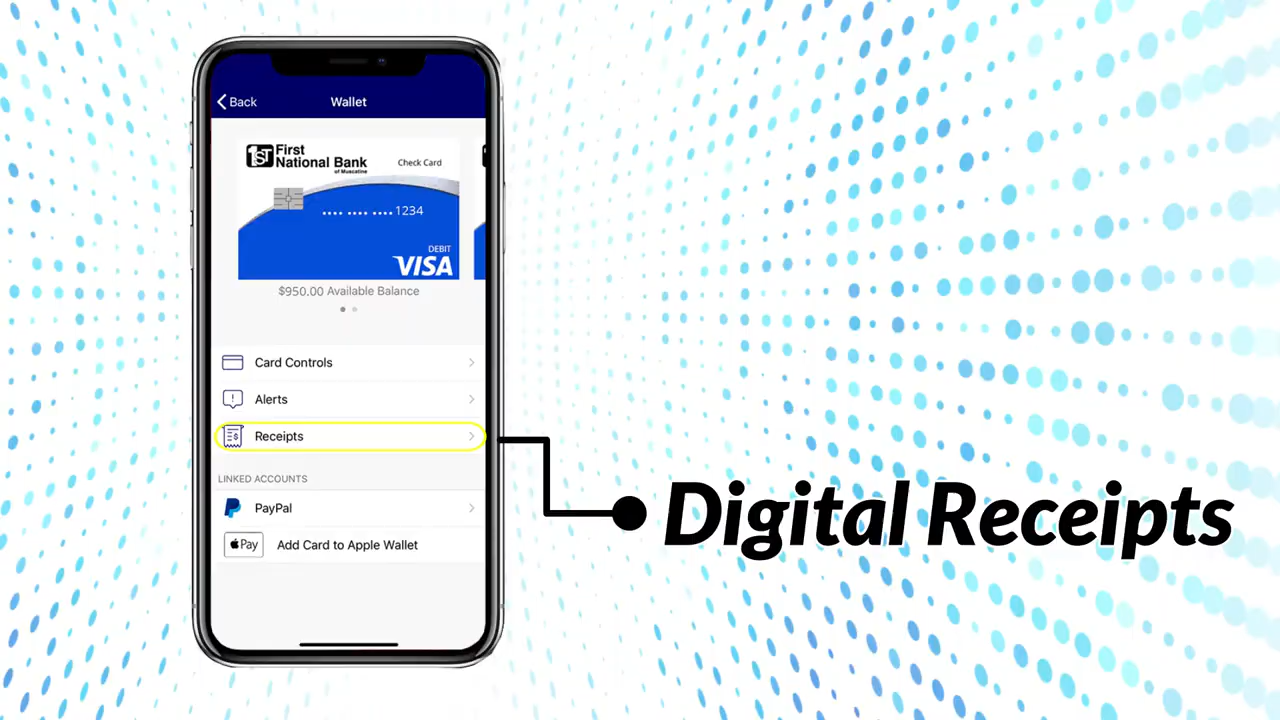 Back
Wallet
1ST First
National Bank
of Muscatine
Check Card
•••• •••• •••• 1234
DEBIT
VISA
$950.00 Available Balance
Card Controls
Alerts
Receipts
LINKED ACCOUNTS
PayPal
Pay Add Card to Apple Wallet
Digital Receipts